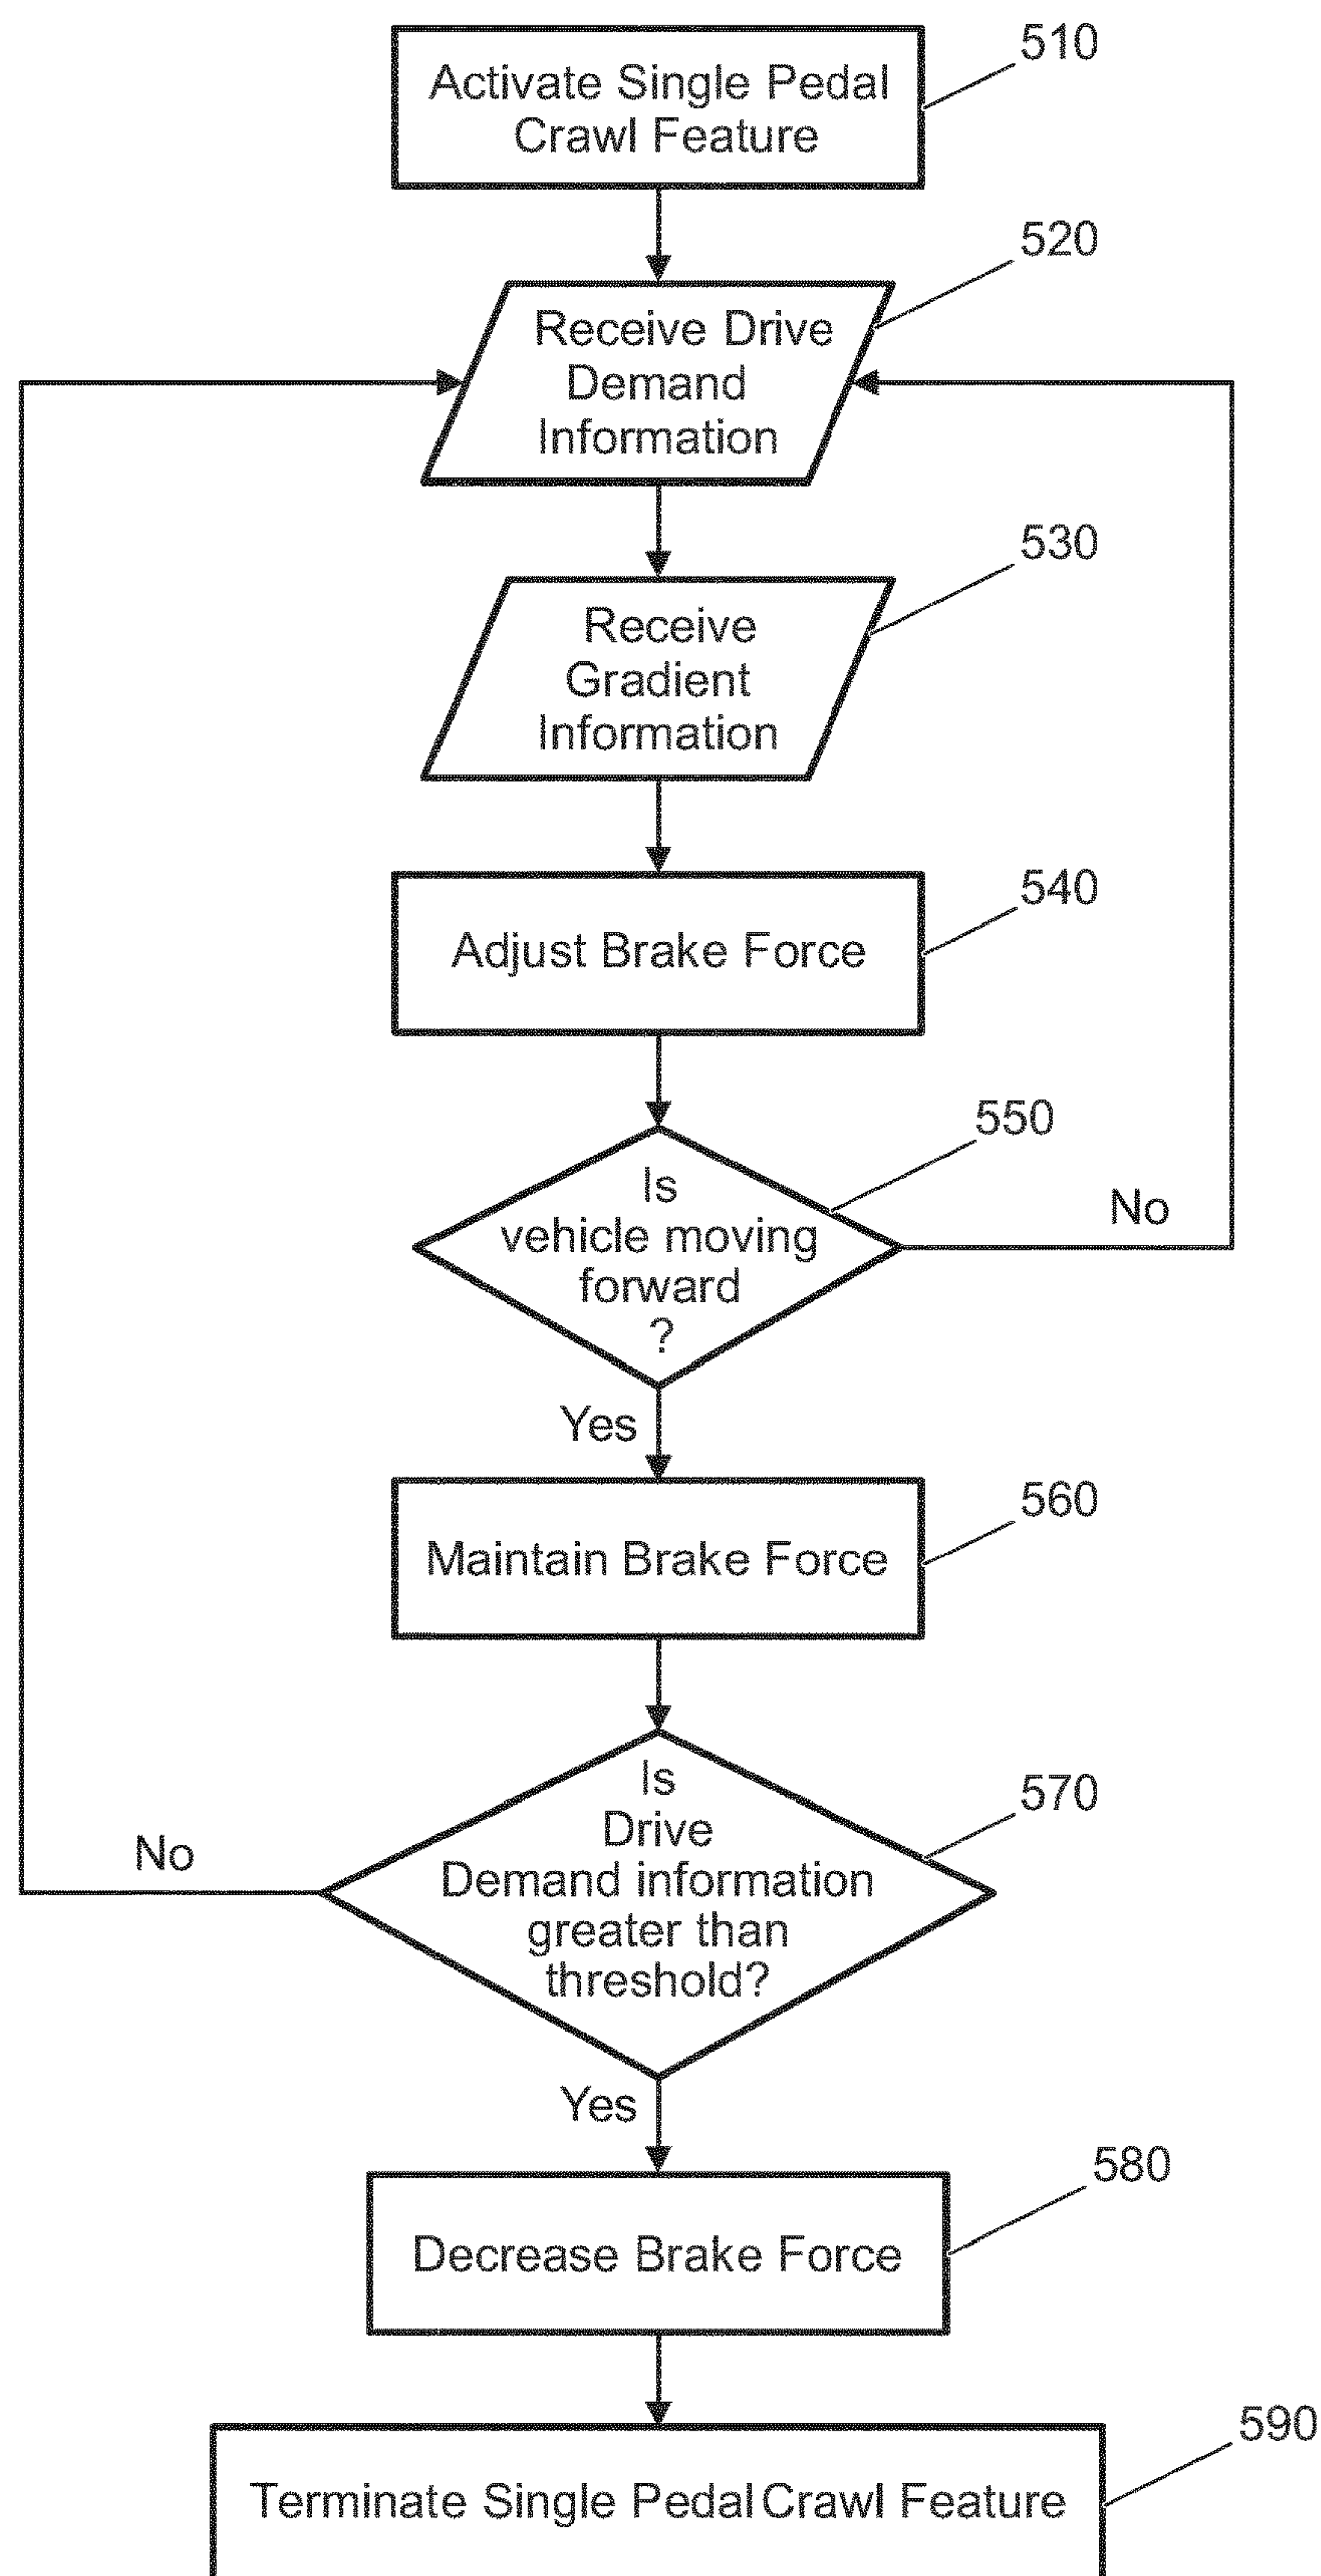 510
Activate Single Pedal
Crawl Feature
520
Receive Drive
Demand
Information
530
Receive
Gradient
Information
540
Adjust Brake Force
550
Is
vehicle moving
forward
?
No
Yes
560
Maintain Brake Force
570
Is
Drive
Demand information
greater than
threshold?
No
Yes
580
Decrease Brake Force
590
Terminate Single Pedal Crawl Feature